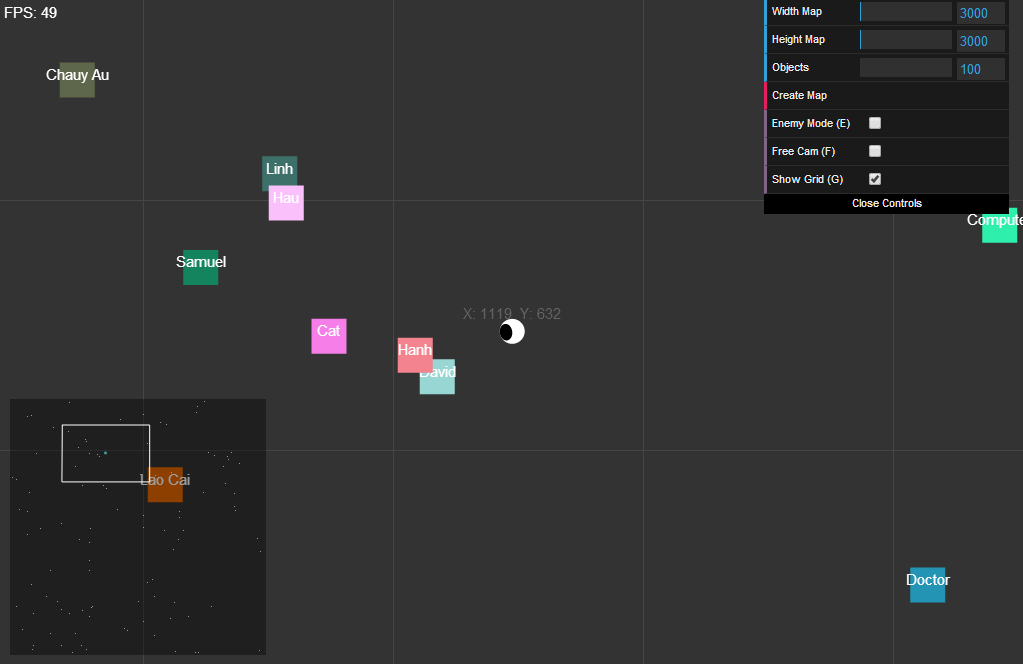 FPS: 49
Width Map 3000
Height Map 3000
Objects 100
Create Map
Enemy Mode (E)
Free Cam (F)
Show Grid (G)
Close Controls
Chauy Au
Linh
Hau
Compute
Samuel
X: 1119, Y: 632
Cat
Hanh
David
Lao Cai
Doctor